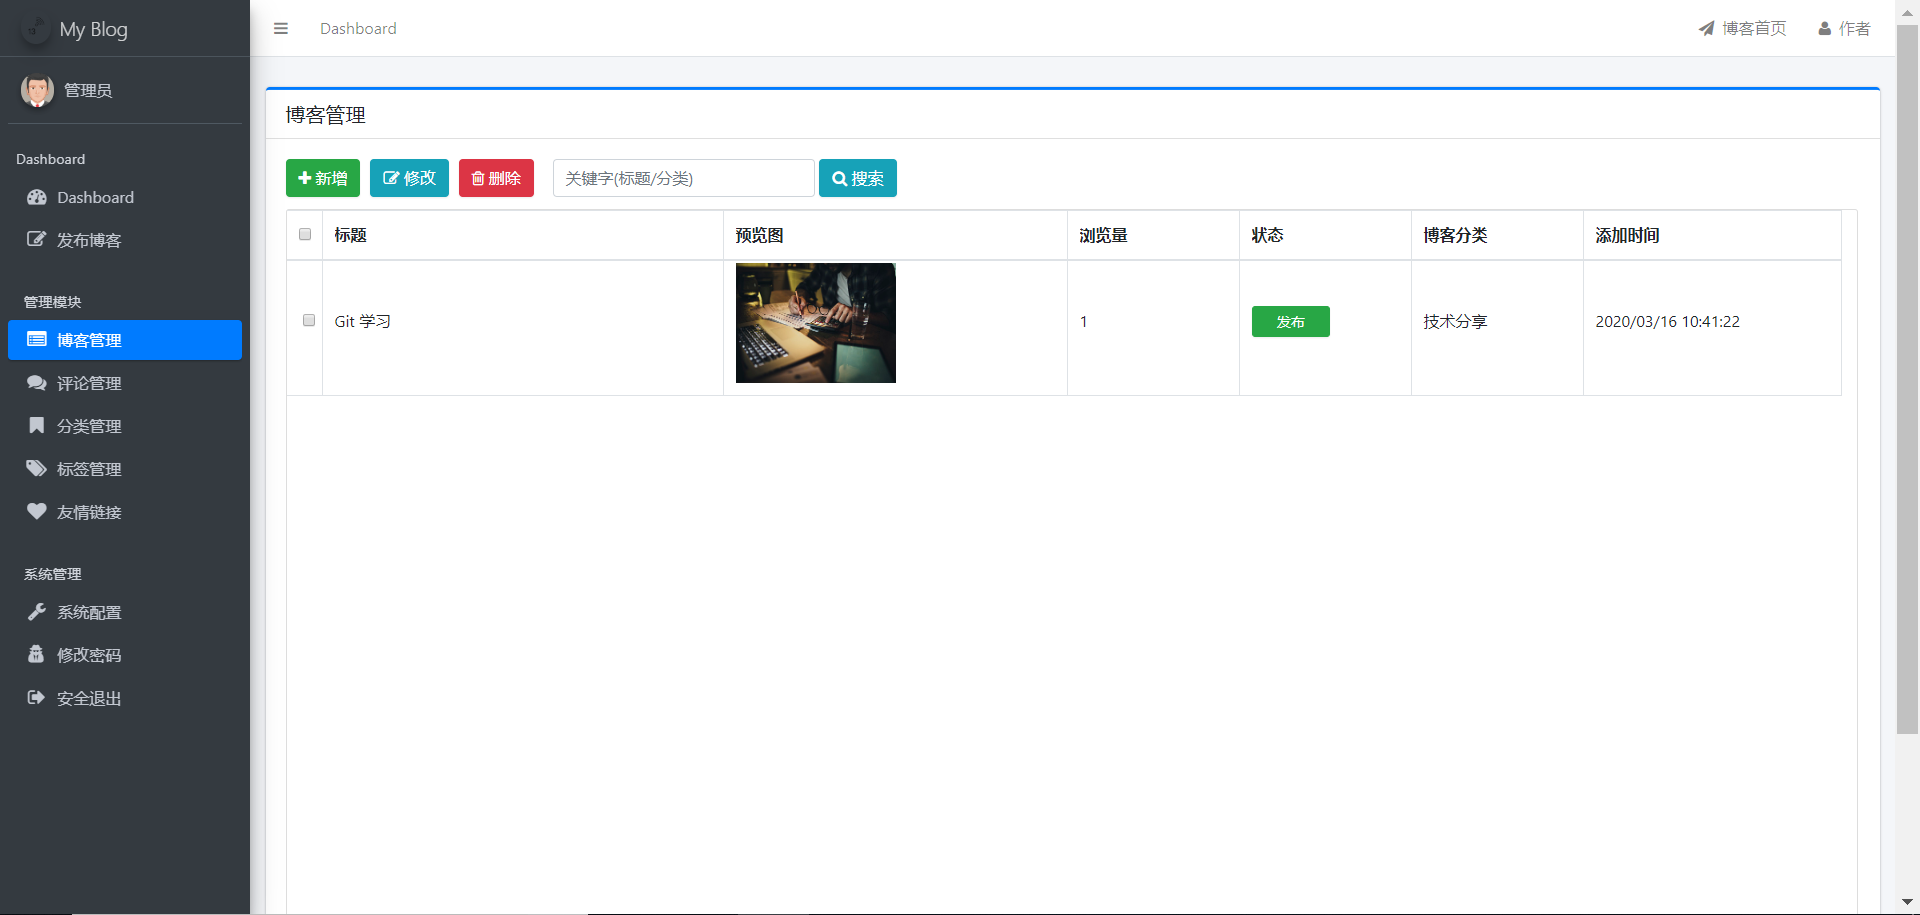 My Blog
Dashboard
博客首页
作者
管理员
Dashboard
Dashboard
发布博客
管理模块
博客管理
评论管理
分类管理
标签管理
友情链接
系统管理
系统配置
修改密码
安全退出
博客管理
新增 修改 删除 关键字(标题/分类) 搜索
标题 预览图 浏览量 状态 博客分类 添加时间
Git 学习 1 发布 技术分享 2020/03/16 10:41:22